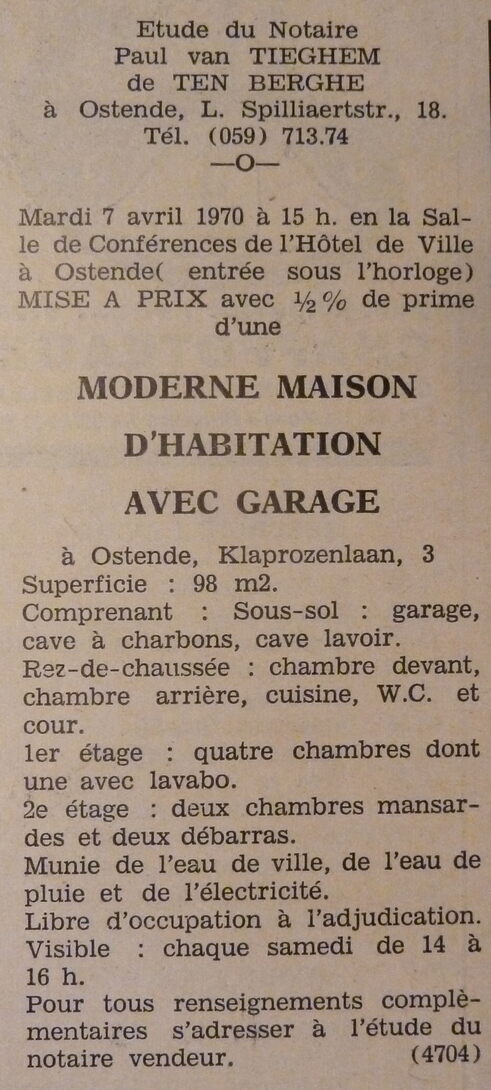 Etude du Notaire
Paul van TIEGHEM
de TEN BERGHE
à Ostende, L. Spilliaertstr., 18.
Tél. (059) 713.74
—O—
Mardi 7 avril 1970 à 15 h. en la Sal-
le de Conférences de l'Hôtel de Ville
à Ostende( entrée sous l'horloge)
MISE A PRIX avec ½ % de prime
d'une
MODERNE MAISON
D'HABITATION
AVEC GARAGE
à Ostende, Klaprozenlaan, 3
Superficie : 98 m2.
Comprenant : Sous-sol : garage,
cave à charbons, cave lavoir.
Rez-de-chaussée : chambre devant,
chambre arrière, cuisine, W.C. et
cour.
1er étage : quatre chambres dont
une avec lavabo.
2e étage : deux chambres mansar-
des et deux débarras.
Munie de l'eau de ville, de l'eau de
pluie et de l'électricité.
Libre d'occupation à l'adjudication.
Visible : chaque samedi de 14 à
16 h.
Pour tous renseignements complè-
mentaires s'adresser à l'étude du
notaire vendeur. (4704)